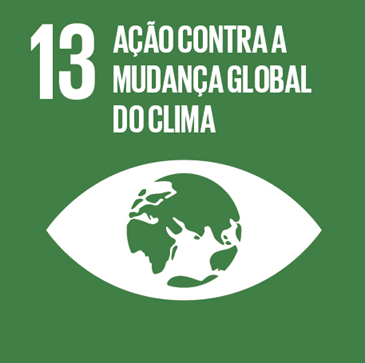 13 AÇÃO CONTRA A
MUDANÇA GLOBAL
DO CLIMA